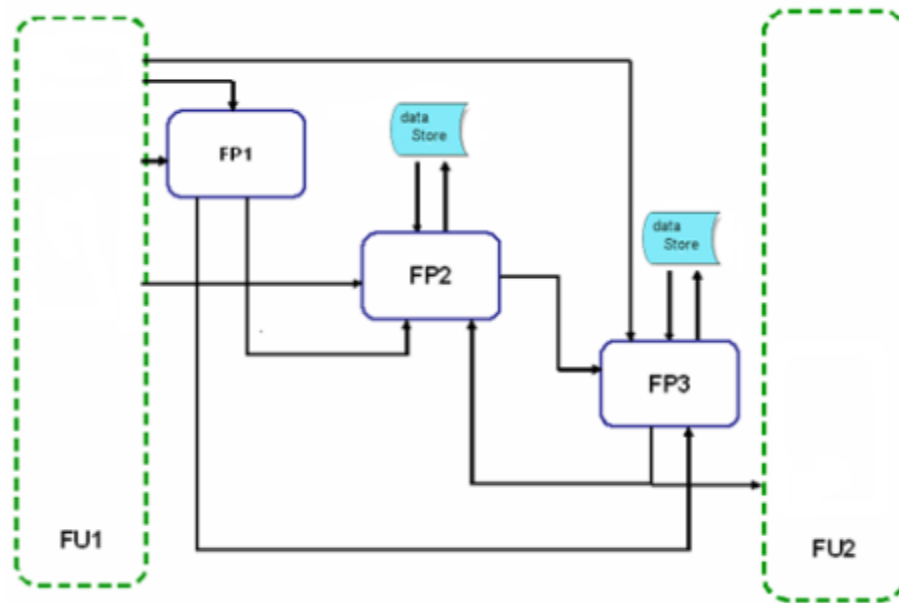 FP1
data
Store
FP2
data
Store
FP3
FU1
FU2